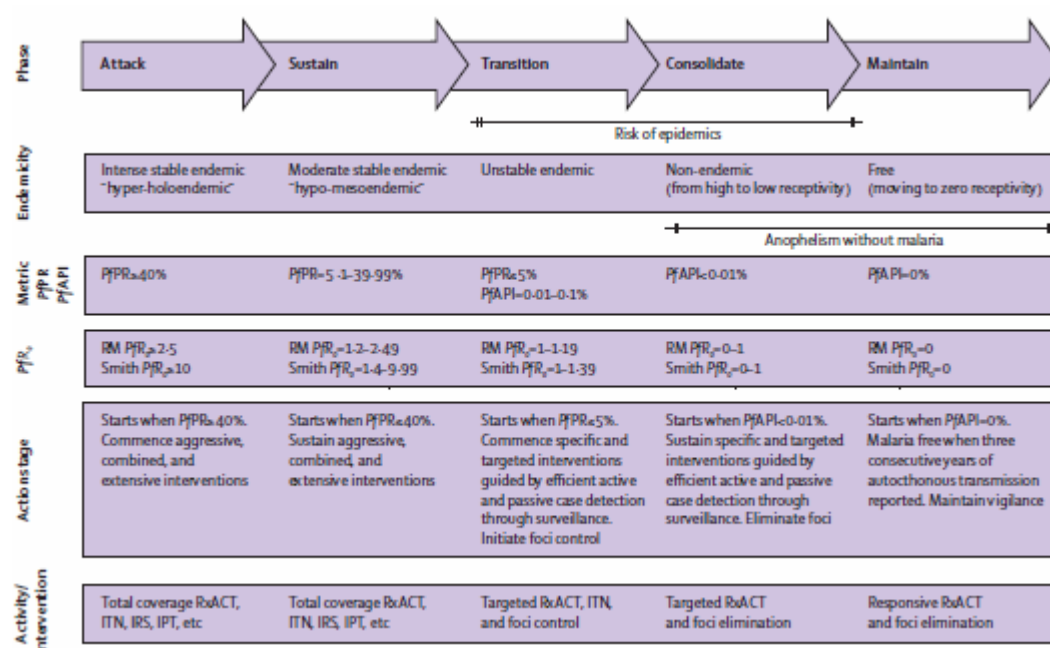 Phase
Attack
Sustain
Transition
Consolidate
Maintain
Risk of epidemics
Endemicity
Intense stable endemic
"hyper-holoendemic"
Moderate stable endemic
"hypo-mesoendemic"
Unstable endemic
Non-endemic
(from high to low receptivity)
Free
(moving to zero receptivity)
Anophelism without malaria
Metric
PfPR
PfAPI
PfPR≥40%
PfPR=5·1–39·99%
PfPR≤5%
PfAPI=0·01–0·1%
PfAPI<0·01%
PfAPI=0%
PfR₀
RM PfR₀≥2·5
Smith PfR₀≥10
RM PfR₀=1·2–2·49
Smith PfR₀=1·4–9·99
RM PfR₀=1–1·19
Smith PfR₀=1–1·39
RM PfR₀=0–1
Smith PfR₀=0–1
RM PfR₀=0
Smith PfR₀=0
Action stage
Starts when PfPR≥40%.
Commence aggressive,
combined, and
extensive interventions
Starts when PfPR≤40%.
Sustain aggressive,
combined, and
extensive interventions
Starts when PfPR≤5%.
Commence specific and
targeted interventions
guided by efficient active
and passive case detection
through surveillance.
Initiate foci control
Starts when PfAPI<0·01%.
Sustain specific and targeted
interventions guided by
efficient active and passive
case detection through
surveillance. Eliminate foci
Starts when PfAPI=0%.
Malaria free when three
consecutive years of
autocthonous transmission
reported. Maintain vigilance
Activity/
intervention
Total coverage RxACT,
ITN, IRS, IPT, etc
Total coverage RxACT,
ITN, IRS, IPT, etc
Targeted RxACT, ITN,
and foci control
Targeted RxACT
and foci elimination
Responsive RxACT
and foci elimination